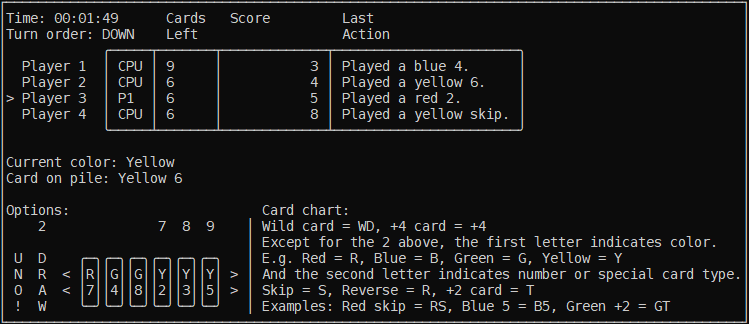 Time: 00:01:49 Cards Score Last
Turn order: DOWN Left Action
Player 1 CPU 9 3 Played a blue 4.
Player 2 CPU 6 4 Played a yellow 6.
> Player 3 P1 6 5 Played a red 2.
Player 4 CPU 6 8 Played a yellow skip.
Current color: Yellow
Card on pile: Yellow 6
Options: Card chart:
2 7 8 9 Wild card = WD, +4 card = +4
Except for the 2 above, the first letter indicates color.
U D E.g. Red = R, Blue = B, Green = G, Yellow = Y
N R < R G G Y Y Y > And the second letter indicates number or special card type.
O A < 7 4 8 2 3 5 > Skip = S, Reverse = R, +2 card = T
! W Examples: Red skip = RS, Blue 5 = B5, Green +2 = GT